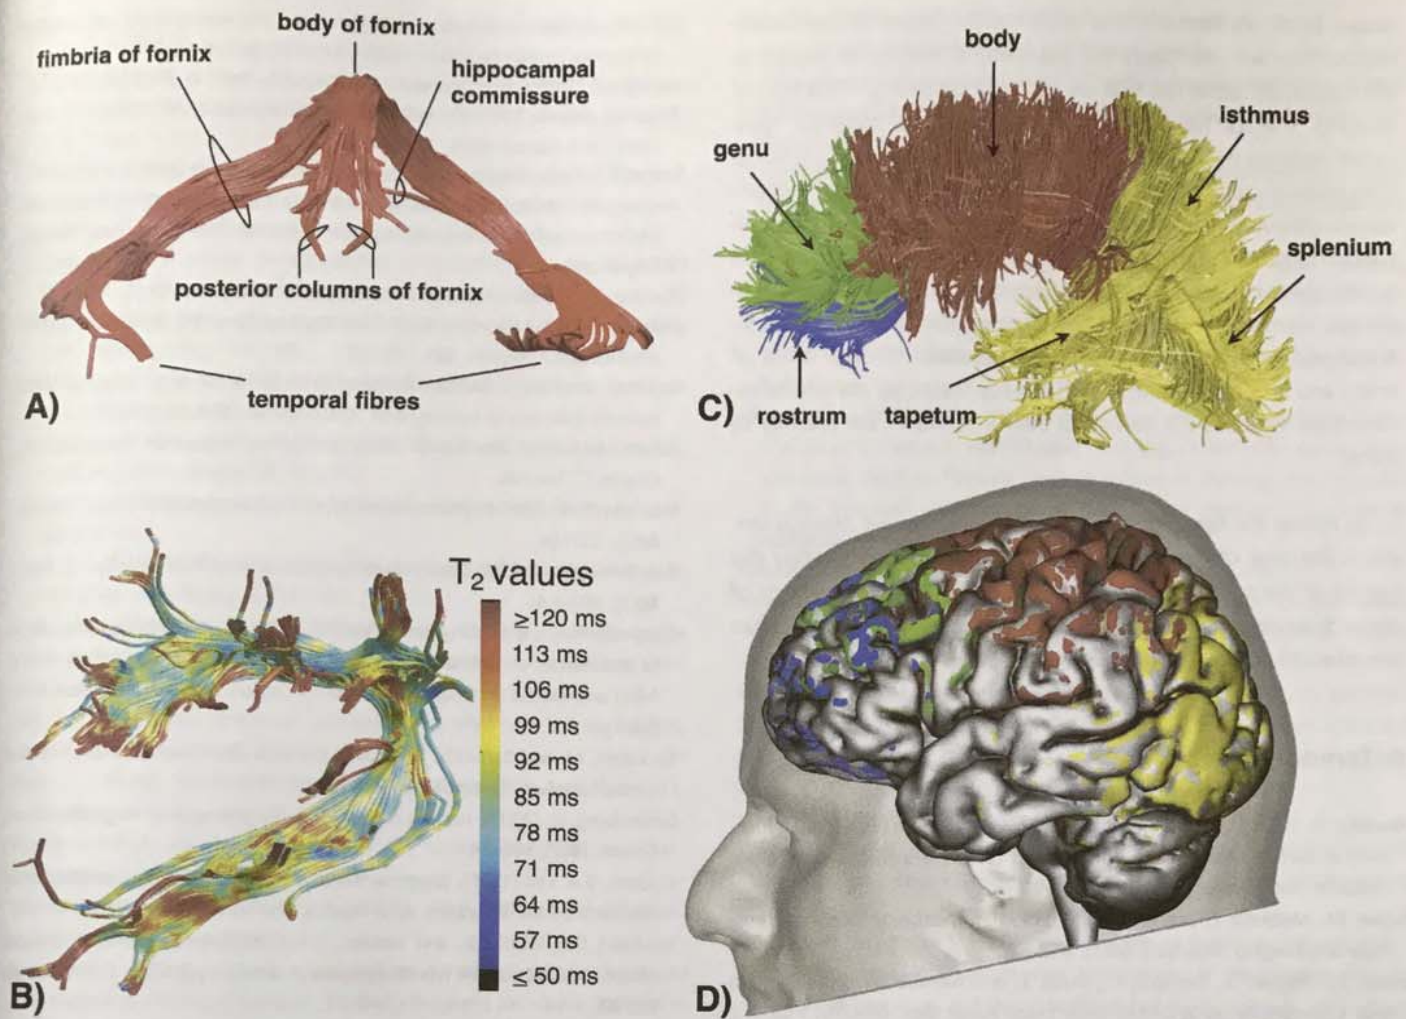 body of fornix
fimbria of fornix
hippocampal
commissure
posterior columns of fornix
temporal fibres
A)
body
isthmus
genu
splenium
rostrum
tapetum
C)
T₂ values
≥120 ms
113 ms
106 ms
99 ms
92 ms
85 ms
78 ms
71 ms
64 ms
57 ms
≤ 50 ms
B)
D)